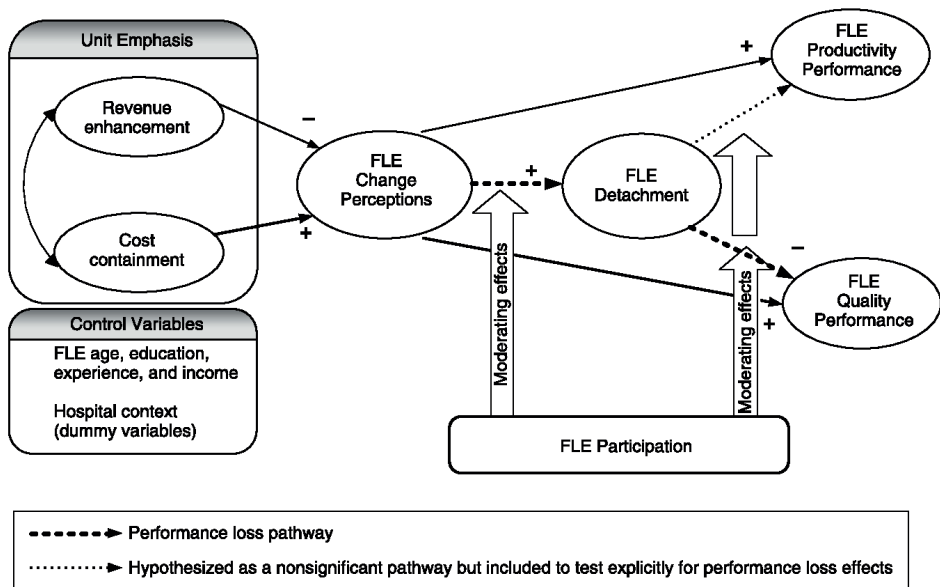 Unit Emphasis
Revenue
enhancement
Cost
containment
Control Variables
FLE age, education,
experience, and income
Hospital context
(dummy variables)
−
+
FLE
Change
Perceptions
+
+
FLE
Detachment
FLE
Productivity
Performance
−
+
FLE
Quality
Performance
Moderating effects
Moderating effects
FLE Participation
Performance loss pathway
Hypothesized as a nonsignificant pathway but included to test explicitly for performance loss effects